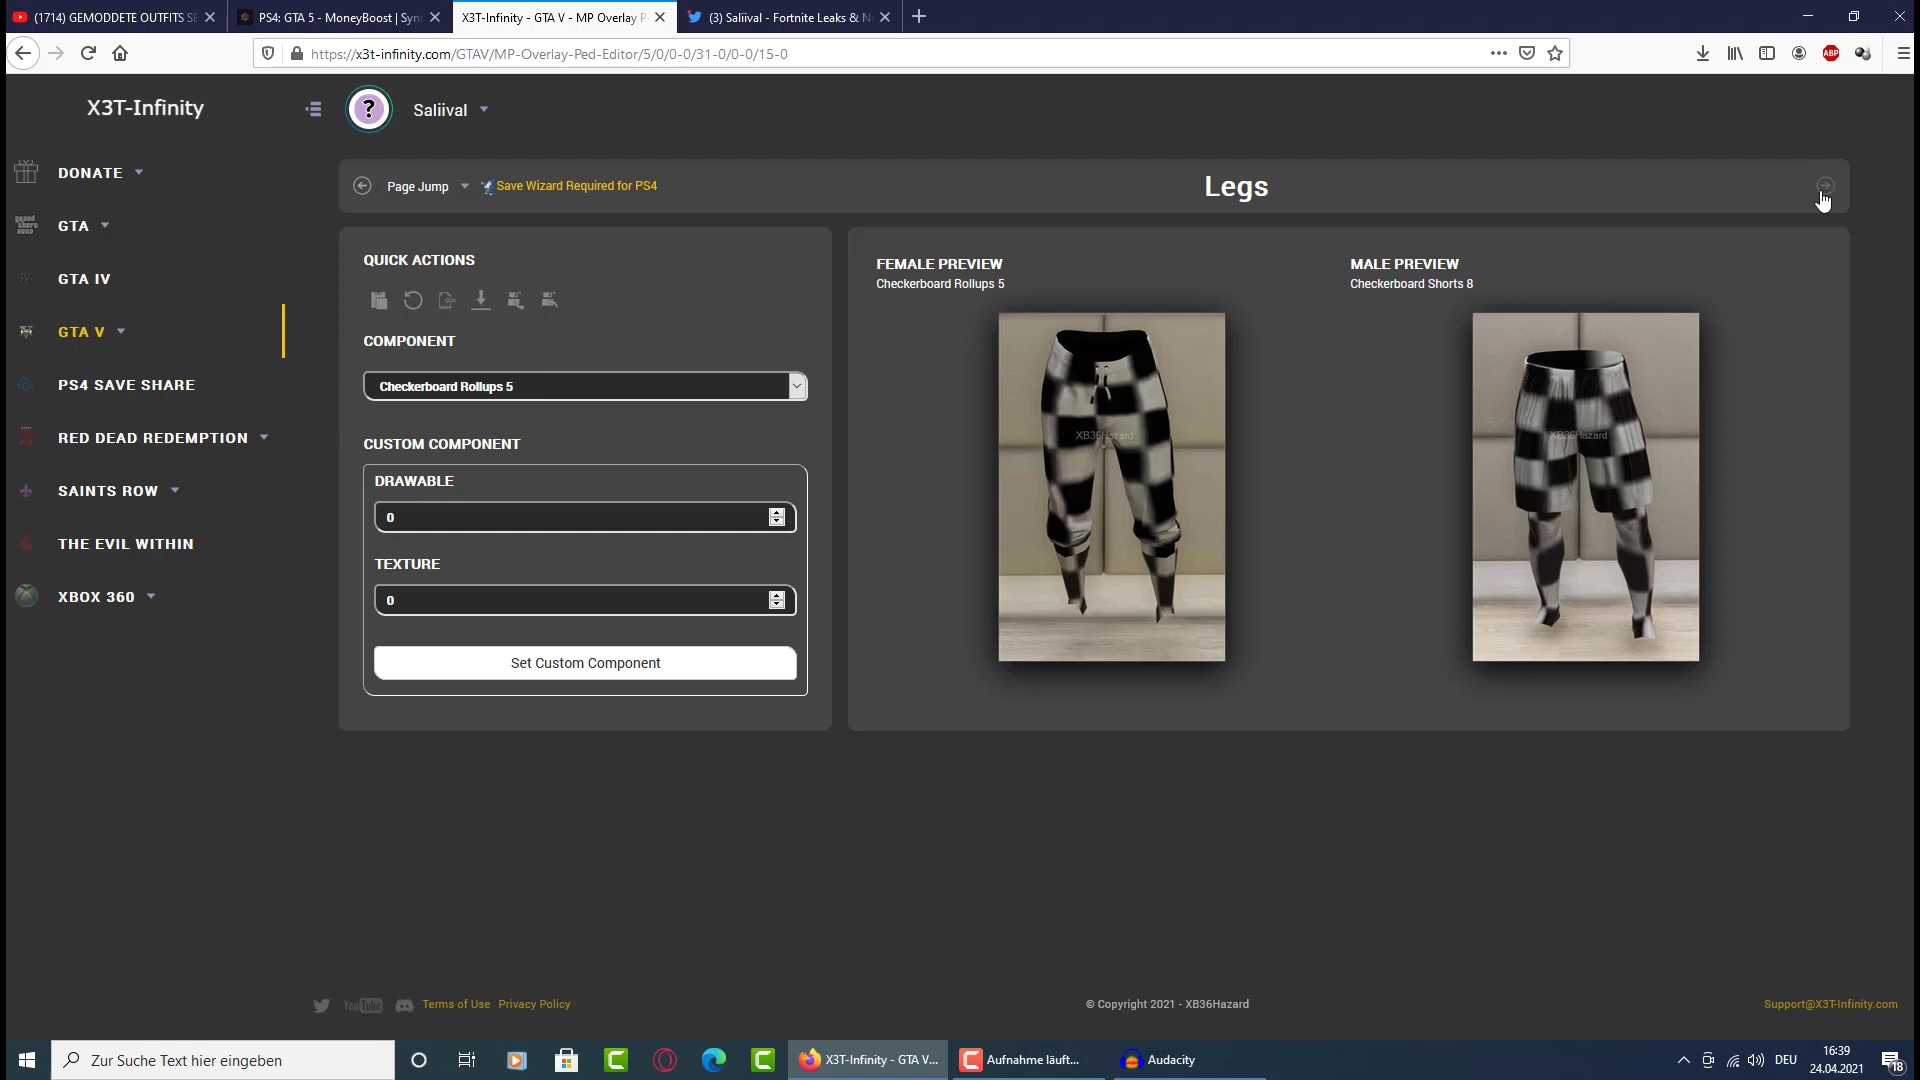 (1714) GEMODDETE OUTFITS SE
PS4: GTA 5 - MoneyBoost | Syn
X3T-Infinity - GTA V - MP Overlay P
(3) Saliival - Fortnite Leaks & N
https://x3t-infinity.com/GTAV/MP-Overlay-Ped-Editor/5/0/0-0/31-0/0-0/15-0
ABP
X3T-Infinity
Saliival
DONATE
GTA
GTA IV
GTA V
PS4 SAVE SHARE
RED DEAD REDEMPTION
SAINTS ROW
THE EVIL WITHIN
XBOX 360
Page Jump
Save Wizard Required for PS4
Legs
QUICK ACTIONS
COMPONENT
Checkerboard Rollups 5
CUSTOM COMPONENT
DRAWABLE
0
TEXTURE
0
Set Custom Component
FEMALE PREVIEW
Checkerboard Rollups 5
XB36Hazard
MALE PREVIEW
Checkerboard Shorts 8
XB36Hazard
YouTube
Terms of Use
Privacy Policy
© Copyright 2021 - XB36Hazard
Support@X3T-Infinity.com
Zur Suche Text hier eingeben
X3T-Infinity - GTA V...
Aufnahme läuft...
Audacity
DEU
16:39
24.04.2021
18